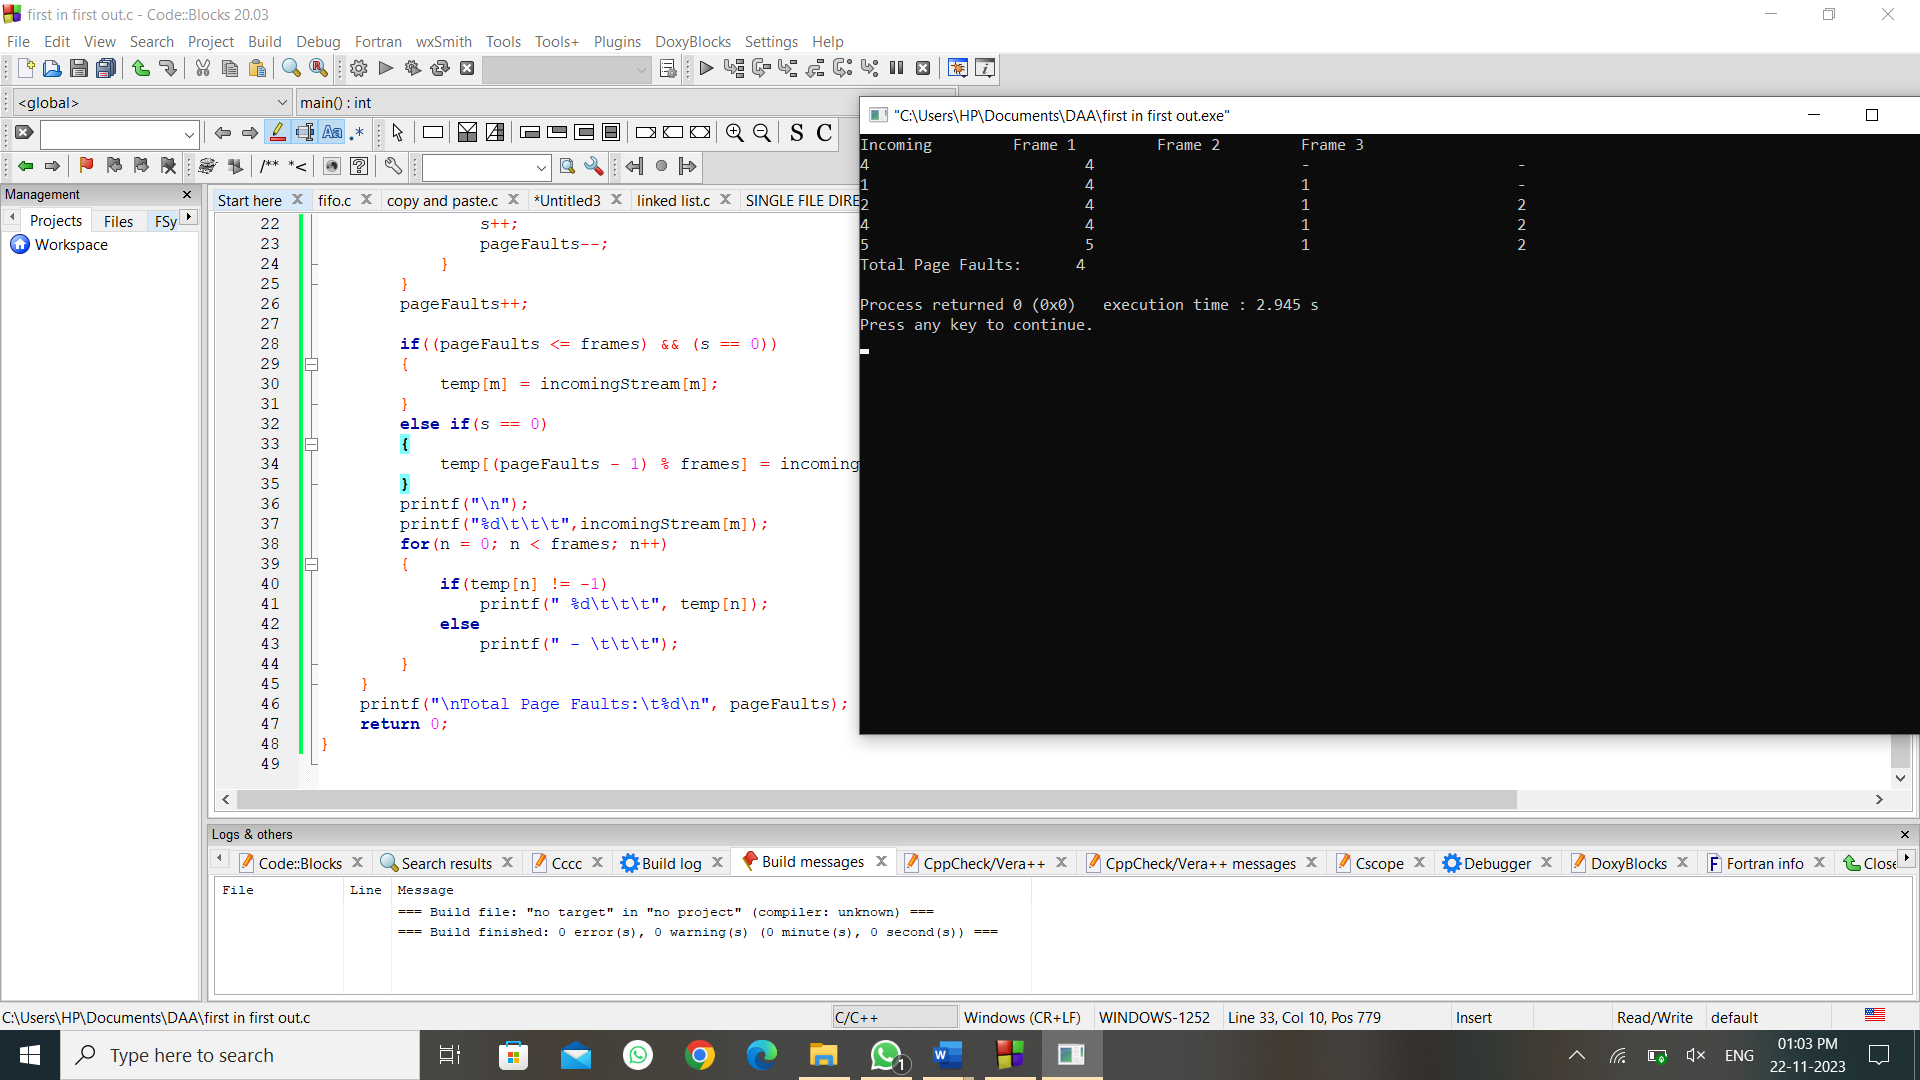 first in first out.c - Code::Blocks 20.03
File Edit View Search Project Build Debug Fortran wxSmith Tools Tools+ Plugins DoxyBlocks Settings Help
<global> main() : int
"C:\Users\HP\Documents\DAA\first in first out.exe"
Aa .* S C
/** *<
Management
Projects Files FSy
Workspace
Start here fifo.c copy and paste.c *Untitled3 linked list.c SINGLE FILE DIRE
22 s++;
23 pageFaults--;
24 }
25 }
26 pageFaults++;
27
28 if((pageFaults <= frames) && (s == 0))
29 {
30 temp[m] = incomingStream[m];
31 }
32 else if(s == 0)
33 {
34 temp[(pageFaults - 1) % frames] = incoming
35 }
36 printf("\n");
37 printf("%d\t\t\t",incomingStream[m]);
38 for(n = 0; n < frames; n++)
39 {
40 if(temp[n] != -1)
41 printf(" %d\t\t\t", temp[n]);
42 else
43 printf(" - \t\t\t");
44 }
45 }
46 printf("\nTotal Page Faults:\t%d\n", pageFaults);
47 return 0;
48 }
49
Incoming Frame 1 Frame 2 Frame 3
4 4 - -
1 4 1 -
2 4 1 2
4 4 1 2
5 5 1 2
Total Page Faults: 4
Process returned 0 (0x0) execution time : 2.945 s
Press any key to continue.
Logs & others
Code::Blocks Search results Cccc Build log Build messages CppCheck/Vera++ CppCheck/Vera++ messages Cscope Debugger DoxyBlocks Fortran info Close
File Line Message
=== Build file: "no target" in "no project" (compiler: unknown) ===
=== Build finished: 0 error(s), 0 warning(s) (0 minute(s), 0 second(s)) ===
C:\Users\HP\Documents\DAA\first in first out.c C/C++ Windows (CR+LF) WINDOWS-1252 Line 33, Col 10, Pos 779 Insert Read/Write default
Type here to search
1
ENG
01:03 PM
22-11-2023